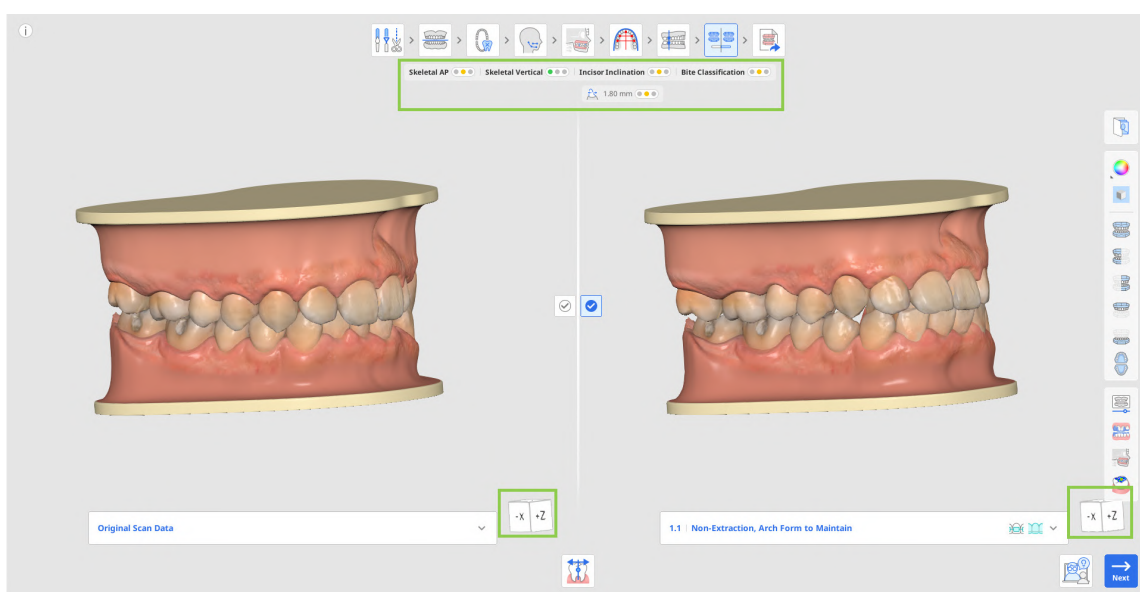 i
Skeletal AP Skeletal Vertical Incisor Inclination Bite Classification
1.80 mm
-X +Z
-X +Z
Original Scan Data
1.1 Non-Extraction, Arch Form to Maintain
Next